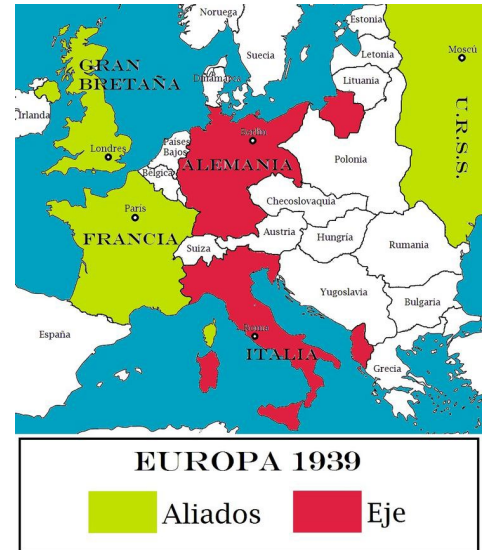 Noruega
Estonia
Suecia
Letonia
Moscú
GRAN
BRETAÑA
Dinamarca
Lituania
Irlanda
U.R.S.S.
Londres
Países
Bajos
Berlín
ALEMANIA
Polonia
Bélgica
París
Checoslovaquia
FRANCIA
Austria
Hungría
Suiza
Rumania
Yugoslavia
Bulgaria
España
Roma
ITALIA
Grecia
EUROPA 1939
Aliados
Eje